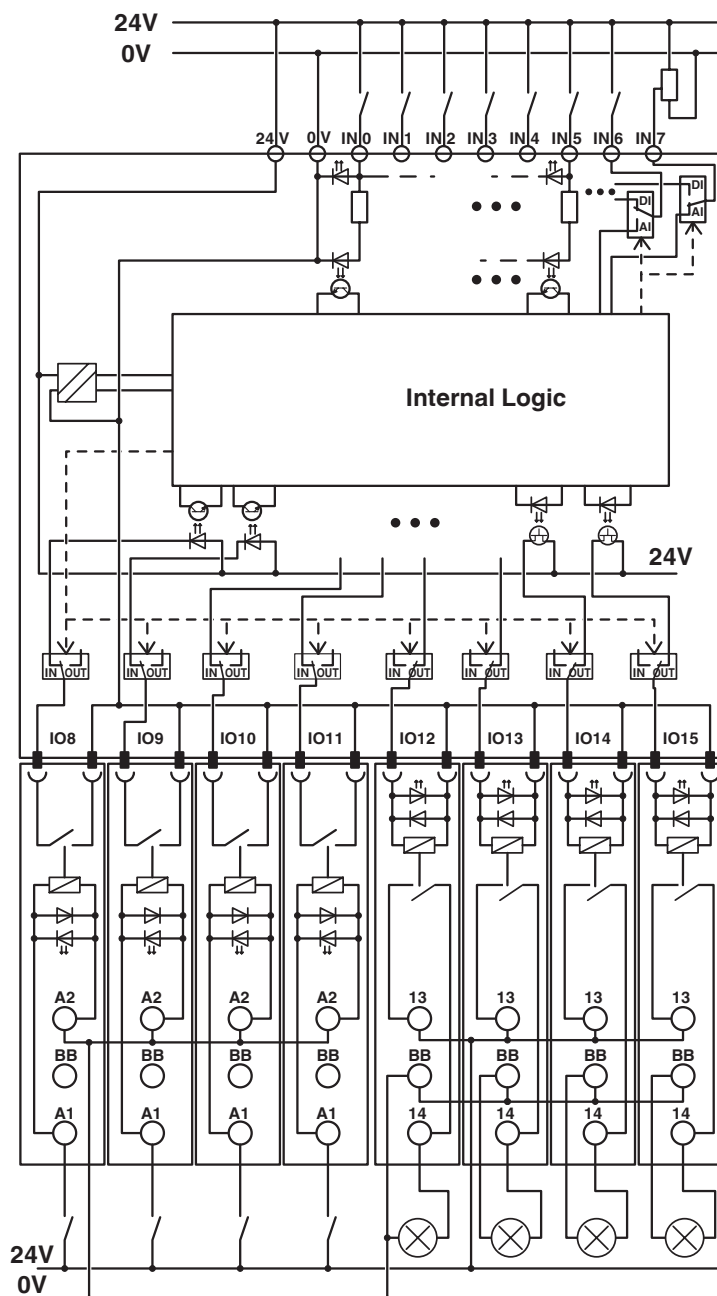 24V
0V
24 V 0 V IN 0 IN 1 IN 2 IN 3 IN 4 IN 5 IN 6 IN 7
DI
DI
AI
AI
Internal Logic
24V
IN OUT IN OUT IN OUT IN OUT IN OUT IN OUT IN OUT IN OUT
IO8 IO9 IO10 IO11 IO12 IO13 IO14 IO15
A2 A2 A2 A2 13 13 13 13
BB BB BB BB BB BB BB BB
A1 A1 A1 A1 14 14 14 14
24V
0V